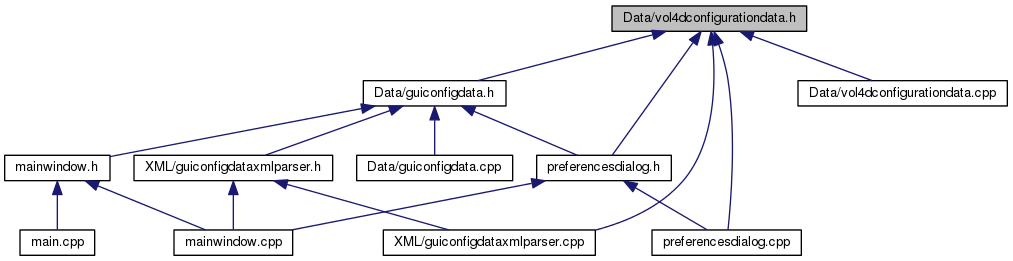 Data/vol4dconfigurationdata.h
Data/guiconfigdata.h
Data/vol4dconfigurationdata.cpp
mainwindow.h
XML/guiconfigdataxmlparser.h
Data/guiconfigdata.cpp
preferencesdialog.h
main.cpp
mainwindow.cpp
XML/guiconfigdataxmlparser.cpp
preferencesdialog.cpp